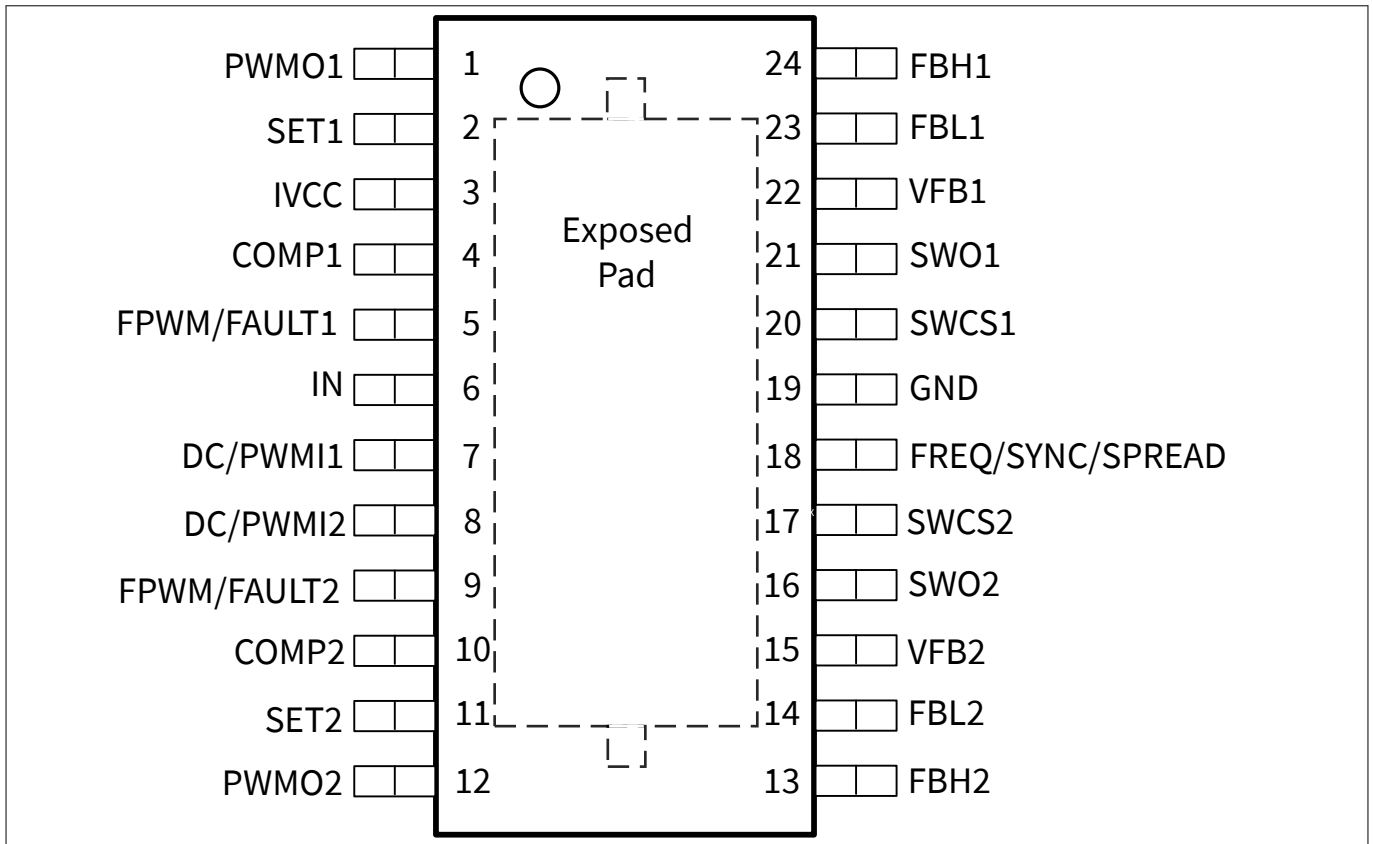 PWMO1 1 24 FBH1
SET1 2 23 FBL1
IVCC 3 22 VFB1
COMP1 4 21 SWO1
FPWM/FAULT1 5 20 SWCS1
IN 6 19 GND
DC/PWMI1 7 18 FREQ/SYNC/SPREAD
DC/PWMI2 8 17 SWCS2
FPWM/FAULT2 9 16 SWO2
COMP2 10 15 VFB2
SET2 11 14 FBL2
PWMO2 12 13 FBH2
Exposed
Pad